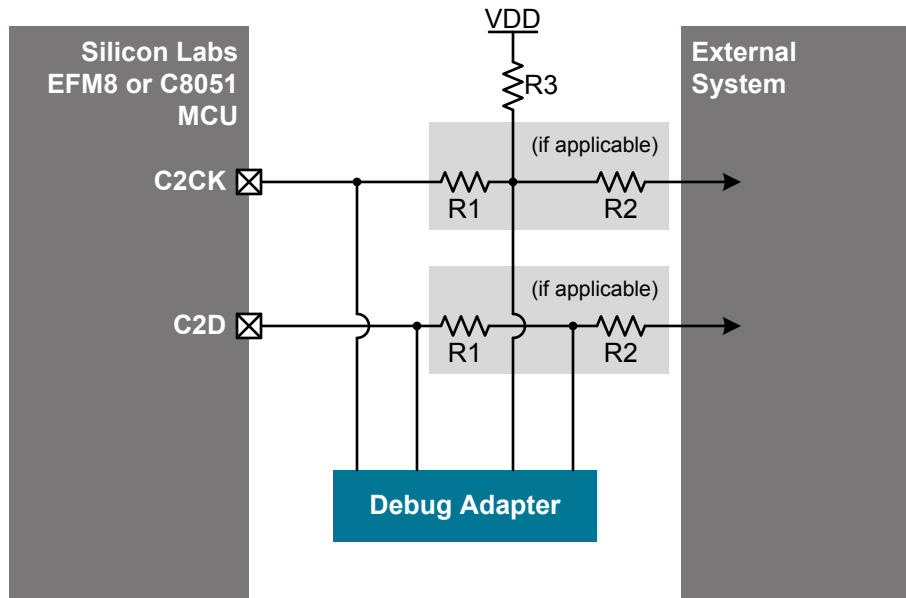 VDD
Silicon Labs
EFM8 or C8051
MCU
External
System
R3
(if applicable)
C2CK
R1
R2
(if applicable)
C2D
R1
R2
Debug Adapter